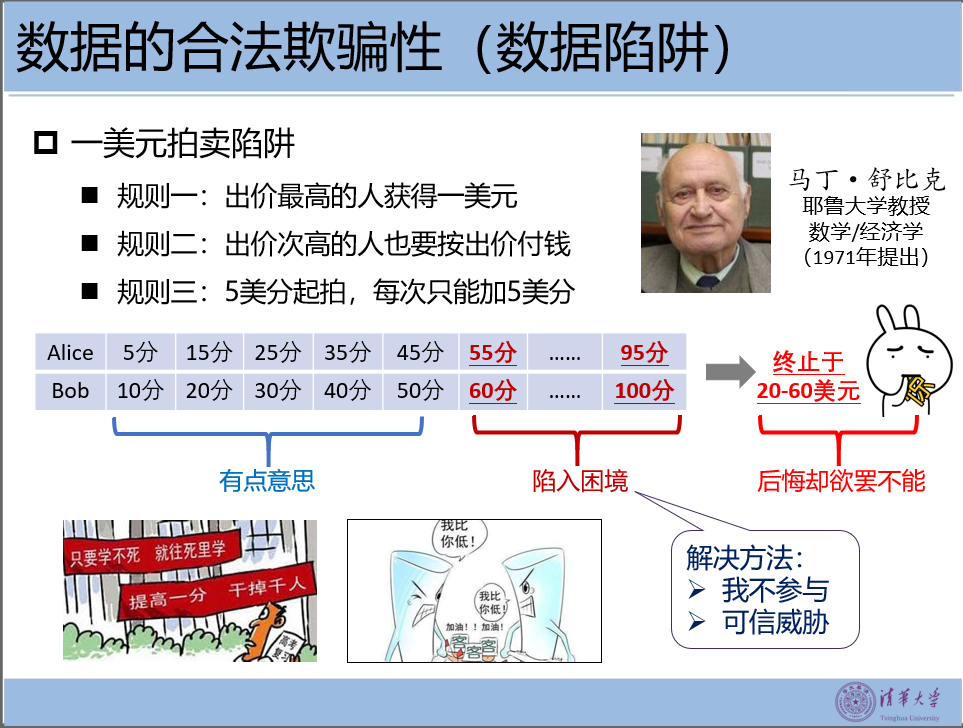 数据的合法欺骗性（数据陷阱）
一美元拍卖陷阱
规则一：出价最高的人获得一美元
规则二：出价次高的人也要按出价付钱
规则三：5美分起拍，每次只能加5美分
马丁·舒比克
耶鲁大学教授
数学/经济学
（1971年提出）
Alice 5分 15分 25分 35分 45分 55分 …… 95分
Bob 10分 20分 30分 40分 50分 60分 …… 100分
终止于
20-60美元
有点意思
陷入困境
后悔却欲罢不能
只要学不死 就往死里学
提高一分 干掉千人
高考
复习
我比
你低！
我比
你低！
加油！！加油！
客客客
解决方法：
我不参与
可信威胁
清华大学
Tsinghua University